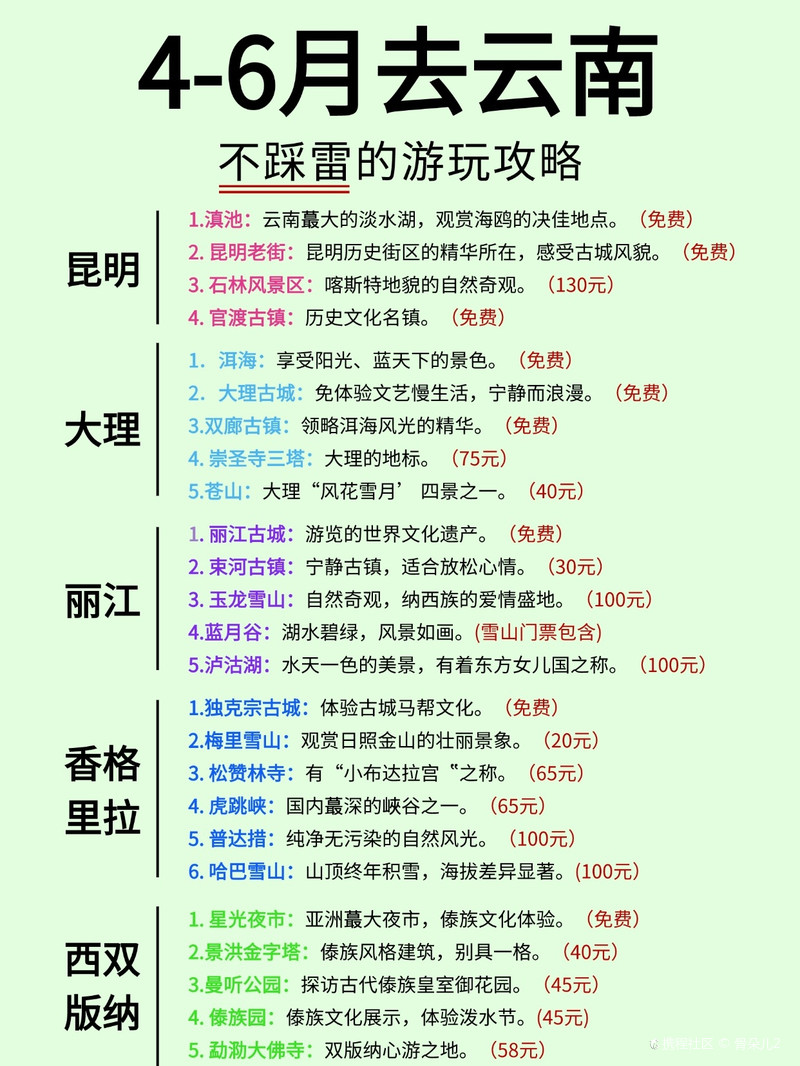 4-6月去云南
不踩雷的游玩攻略
昆明
1.滇池：云南蕞大的淡水湖，观赏海鸥的决佳地点。（免费）
2. 昆明老街：昆明历史街区的精华所在，感受古城风貌。（免费）
3. 石林风景区：喀斯特地貌的自然奇观。（130元）
4. 官渡古镇：历史文化名镇。（免费）
大理
1. 洱海：享受阳光、蓝天下的景色。（免费）
2. 大理古城：免体验文艺慢生活，宁静而浪漫。（免费）
3.双廊古镇：领略洱海风光的精华。（免费）
4. 崇圣寺三塔：大理的地标。（75元）
5.苍山：大理“风花雪月’ 四景之一。（40元）
丽江
1. 丽江古城：游览的世界文化遗产。（免费）
2. 束河古镇：宁静古镇，适合放松心情。（30元）
3. 玉龙雪山：自然奇观，纳西族的爱情盛地。（100元）
4.蓝月谷：湖水碧绿，风景如画。(雪山门票包含)
5.泸沽湖：水天一色的美景，有着东方女儿国之称。（100元）
香格
里拉
1.独克宗古城：体验古城马帮文化。（免费）
2.梅里雪山：观赏日照金山的壮丽景象。（20元）
3. 松赞林寺：有“小布达拉宫〝之称。（65元）
4. 虎跳峡：国内蕞深的峡谷之一。（65元）
5. 普达措：纯净无污染的自然风光。（100元）
6. 哈巴雪山：山顶终年积雪，海拔差异显著。(100元）
西双
版纳
1. 星光夜市：亚洲蕞大夜市，傣族文化体验。（免费）
2.景洪金字塔：傣族风格建筑，别具一格。（40元）
3.曼听公园：探访古代傣族皇室御花园。（45元）
4. 傣族园：傣族文化展示，体验泼水节。(45元)
5. 勐泐大佛寺：双版纳心游之地。（58元）